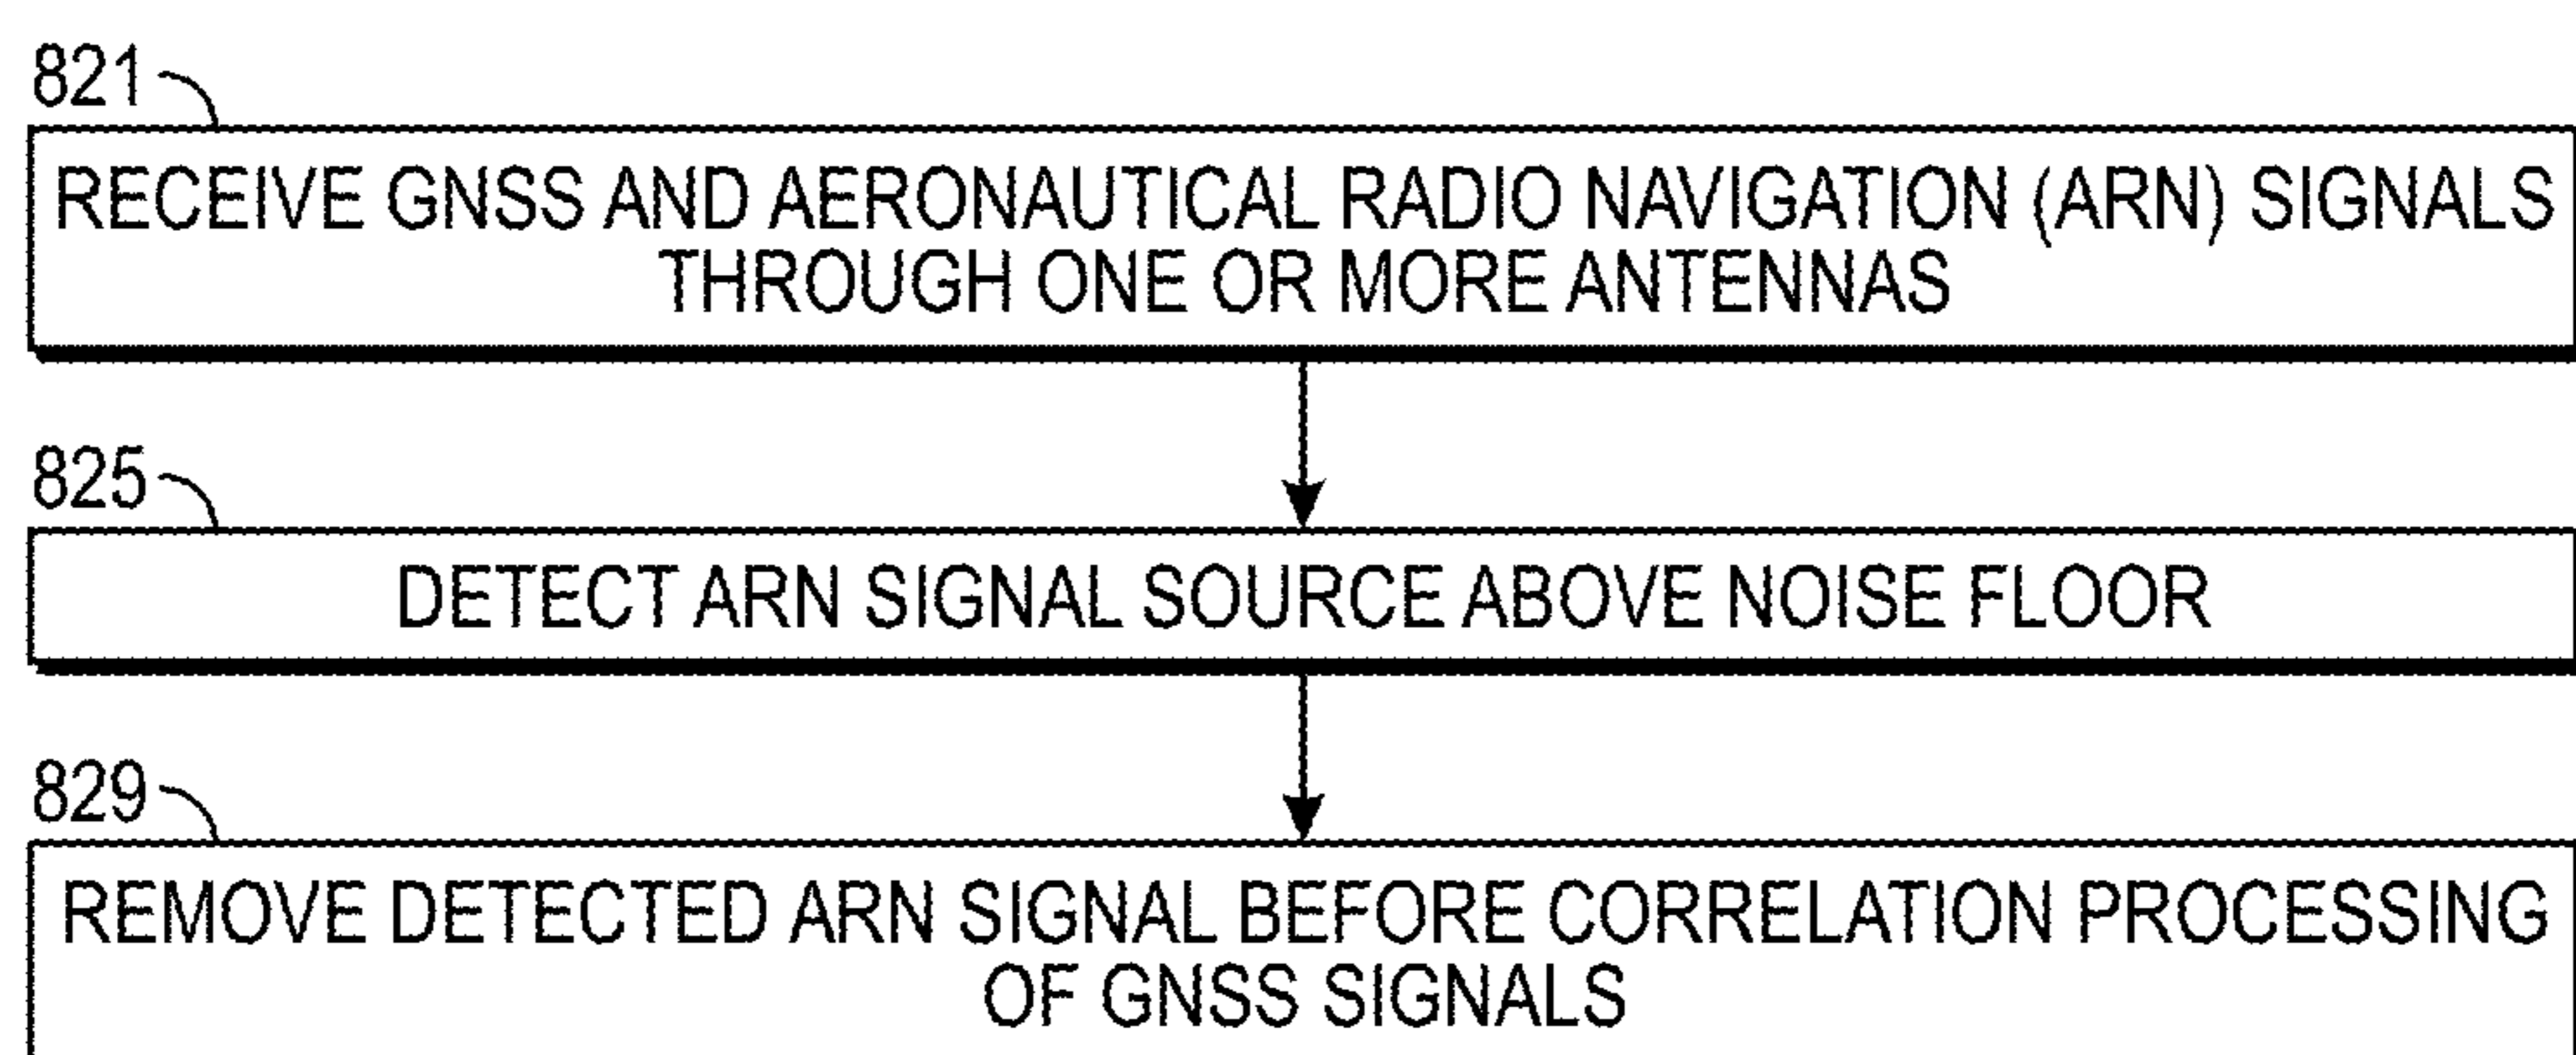 821
RECEIVE GNSS AND AERONAUTICAL RADIO NAVIGATION (ARN) SIGNALS
THROUGH ONE OR MORE ANTENNAS
825
DETECT ARN SIGNAL SOURCE ABOVE NOISE FLOOR
829
REMOVE DETECTED ARN SIGNAL BEFORE CORRELATION PROCESSING
OF GNSS SIGNALS